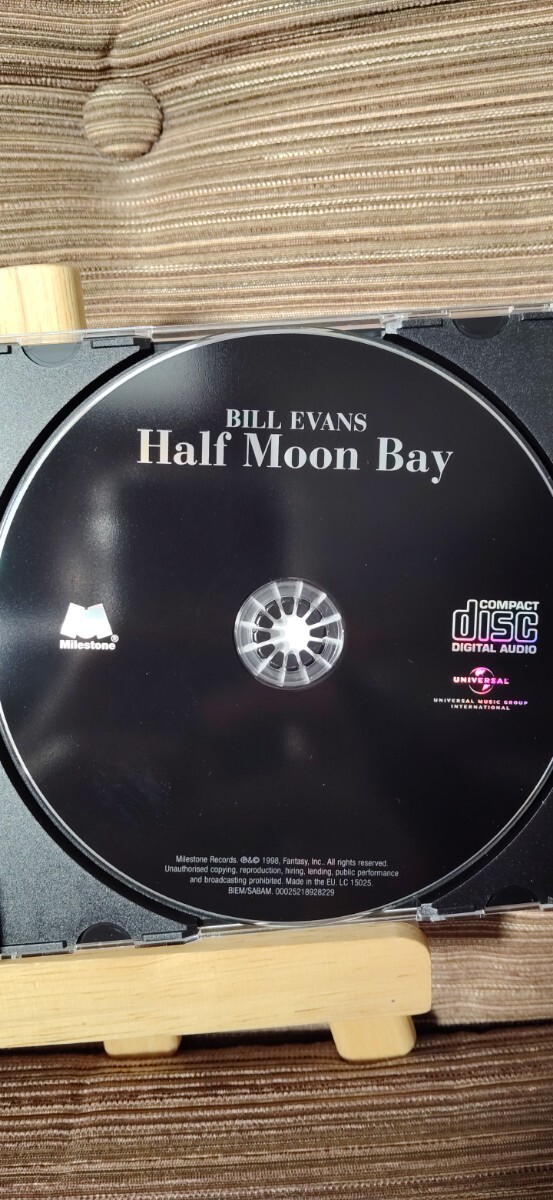 BILL EVANS
Half Moon Bay
Milestone®
COMPACT
disc
DIGITAL AUDIO
UNIVERSAL
UNIVERSAL MUSIC GROUP
INTERNATIONAL
Milestone Records. ℗&© 1998, Fantasy, Inc.. All rights reserved.
Unauthorised copying, reproduction, hiring, lending, public performance
and broadcasting prohibited. Made in the EU. LC 15025.
BIEM/SABAM. 00025218928229